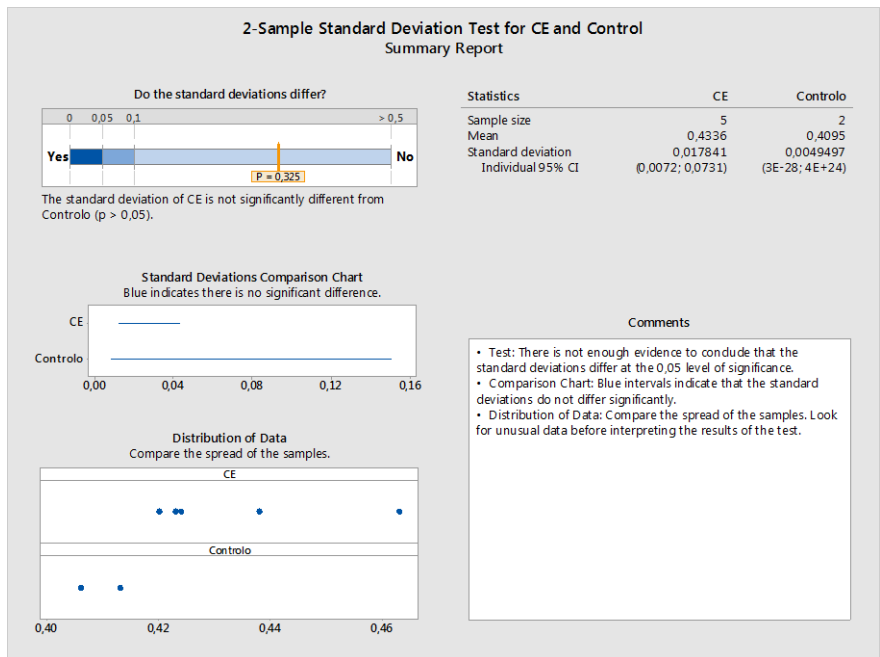 2-Sample Standard Deviation Test for CE and Control
Summary Report
Do the standard deviations differ?
0 0,05 0,1 > 0,5
Yes No
P = 0,325
The standard deviation of CE is not significantly different from
Controlo (p > 0,05).
Statistics CE Controlo
Sample size 5 2
Mean 0,4336 0,4095
Standard deviation 0,017841 0,0049497
Individual 95% CI (0,0072; 0,0731) (3E-28; 4E+24)
Standard Deviations Comparison Chart
Blue indicates there is no significant difference.
CE
Controlo
0,00 0,04 0,08 0,12 0,16
Distribution of Data
Compare the spread of the samples.
CE
Controlo
0,40 0,42 0,44 0,46
Comments
• Test: There is not enough evidence to conclude that the
standard deviations differ at the 0,05 level of significance.
• Comparison Chart: Blue intervals indicate that the standard
deviations do not differ significantly.
• Distribution of Data: Compare the spread of the samples. Look
for unusual data before interpreting the results of the test.